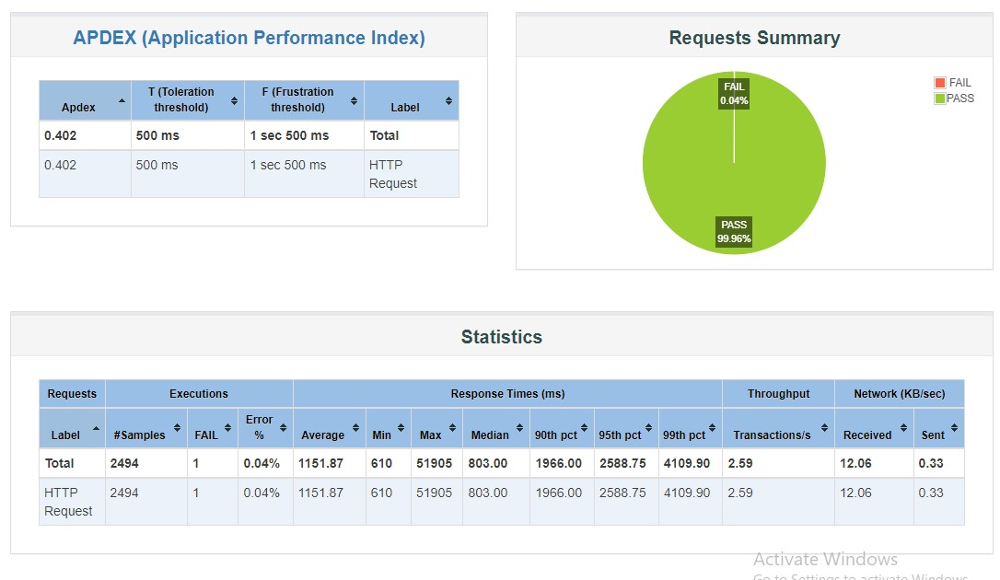 APDEX (Application Performance Index)
Apdex T (Toleration threshold) F (Frustration threshold) Label
0.402 500 ms 1 sec 500 ms Total
0.402 500 ms 1 sec 500 ms HTTP Request
Requests Summary
FAIL
0.04%
PASS
99.96%
FAIL
PASS
Statistics
Requests Executions Response Times (ms) Throughput Network (KB/sec)
Label #Samples FAIL Error % Average Min Max Median 90th pct 95th pct 99th pct Transactions/s Received Sent
Total 2494 1 0.04% 1151.87 610 51905 803.00 1966.00 2588.75 4109.90 2.59 12.06 0.33
HTTP Request 2494 1 0.04% 1151.87 610 51905 803.00 1966.00 2588.75 4109.90 2.59 12.06 0.33
Activate Windows
Go to Settings to activate Windows.